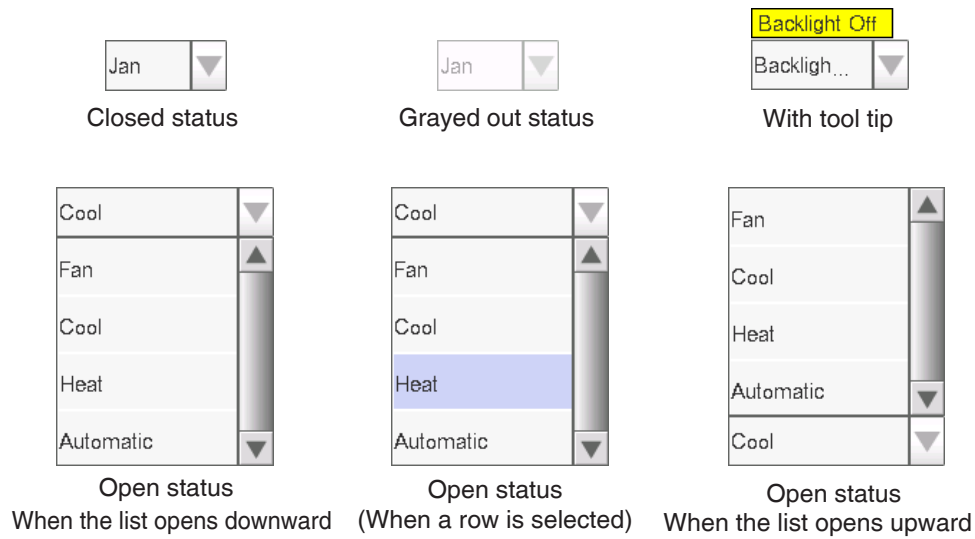 Backlight Off
Jan
Jan
Backligh...
Closed status
Grayed out status
With tool tip
Cool
Fan
Cool
Heat
Automatic
Open status
When the list opens downward
Cool
Fan
Cool
Heat
Automatic
Open status
(When a row is selected)
Fan
Cool
Heat
Automatic
Cool
Open status
When the list opens upward